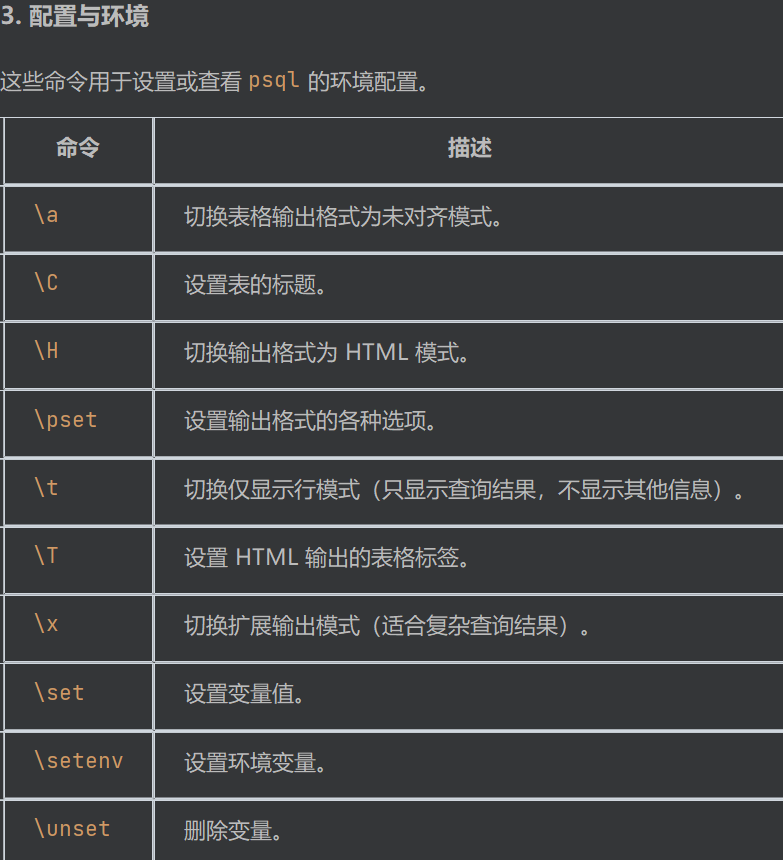 3. 配置与环境
这些命令用于设置或查看 psql 的环境配置。
命令 描述
\a 切换表格输出格式为未对齐模式。
\C 设置表的标题。
\H 切换输出格式为 HTML 模式。
\pset 设置输出格式的各种选项。
\t 切换仅显示行模式（只显示查询结果，不显示其他信息）。
\T 设置 HTML 输出的表格标签。
\x 切换扩展输出模式（适合复杂查询结果）。
\set 设置变量值。
\setenv 设置环境变量。
\unset 删除变量。